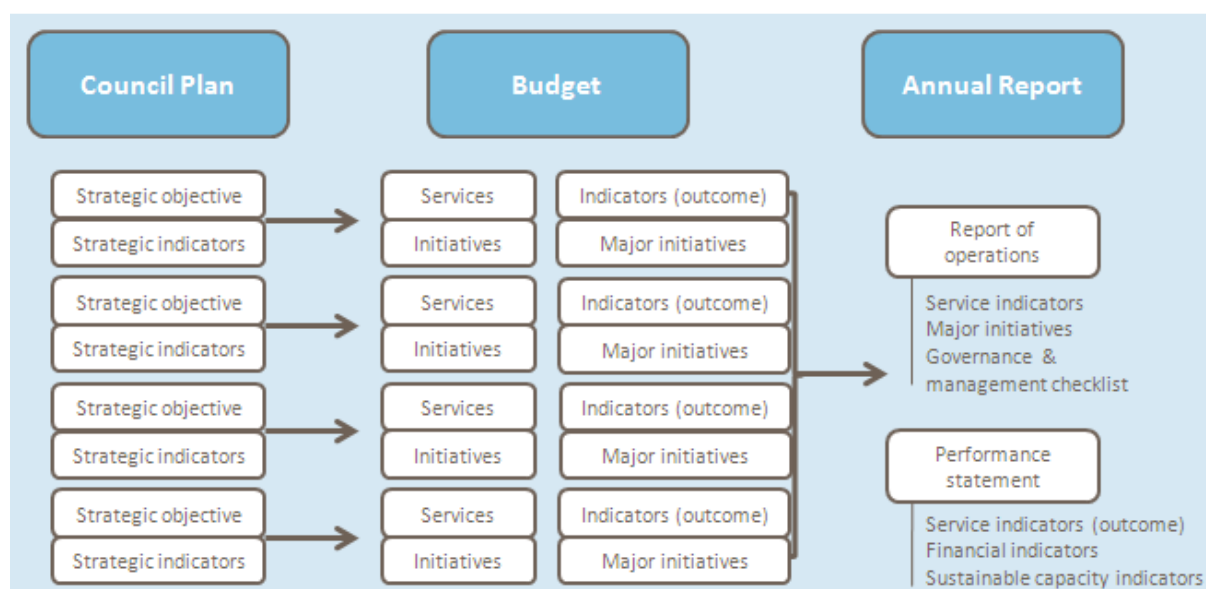 Council Plan
Budget
Annual Report
Strategic objective
Strategic indicators
Services
Initiatives
Indicators (outcome)
Major initiatives
Strategic objective
Strategic indicators
Services
Initiatives
Indicators (outcome)
Major initiatives
Strategic objective
Strategic indicators
Services
Initiatives
Indicators (outcome)
Major initiatives
Strategic objective
Strategic indicators
Services
Initiatives
Indicators (outcome)
Major initiatives
Report of
operations
Service indicators
Major initiatives
Governance &
management checklist
Performance
statement
Service indicators (outcome)
Financial indicators
Sustainable capacity indicators